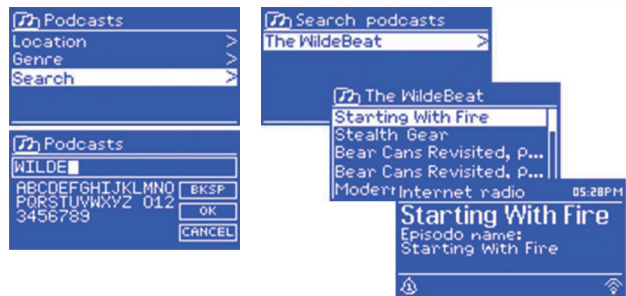 Podcasts
Location >
Genre >
Search >
Podcasts
WILDE
ABCDEFGHIJKLMNO BKSP
PQRSTUVWXYZ 012 OK
3456789
CANCEL
Search podcasts
The WildeBeat >
The WildeBeat
Starting With Fire
Stealth Gear
Bear Cans Revisited, p...
Bear Cans Revisited, p...
Modern
Internet radio 05:28PM
Starting With Fire
Episodo name:
Starting With Fire